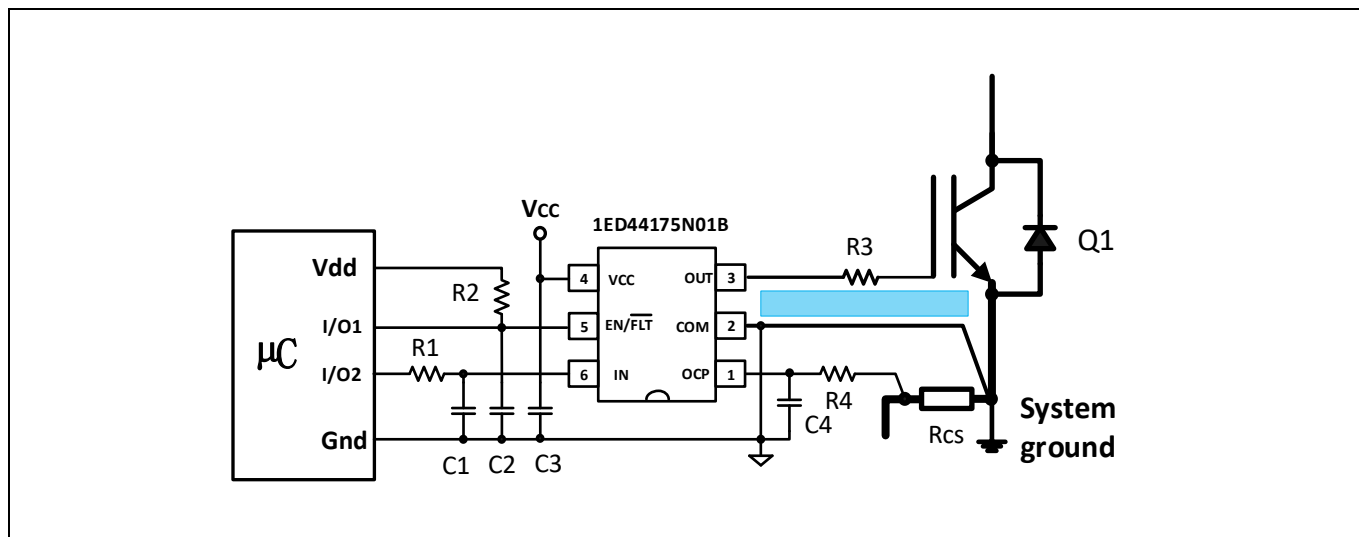 Vcc
1ED44175N01B
Vdd
R2
4
VCC
OUT
3
R3
Q1
I/O1
5
EN/FLT
COM
2
µC
I/O2
R1
6
IN
OCP
1
R4
C4
Rcs
System
ground
Gnd
C1
C2
C3